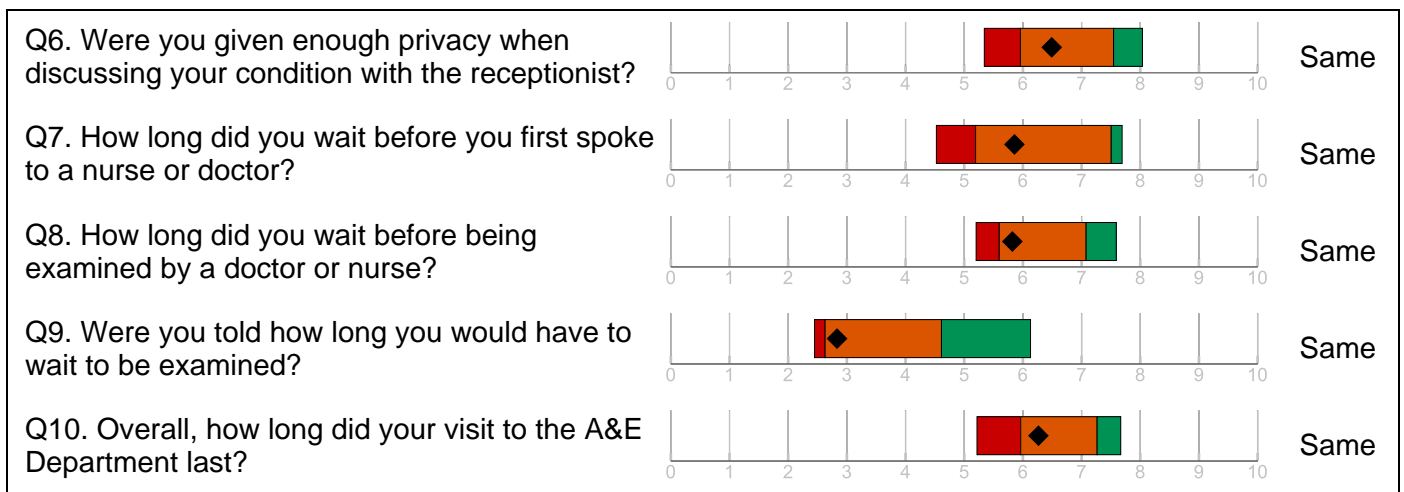 Q6. Were you given enough privacy when
discussing your condition with the receptionist?
0 1 2 3 4 5 6 7 8 9 10
Same
Q7. How long did you wait before you first spoke
to a nurse or doctor?
0 1 2 3 4 5 6 7 8 9 10
Same
Q8. How long did you wait before being
examined by a doctor or nurse?
0 1 2 3 4 5 6 7 8 9 10
Same
Q9. Were you told how long you would have to
wait to be examined?
0 1 2 3 4 5 6 7 8 9 10
Same
Q10. Overall, how long did your visit to the A&E
Department last?
0 1 2 3 4 5 6 7 8 9 10
Same